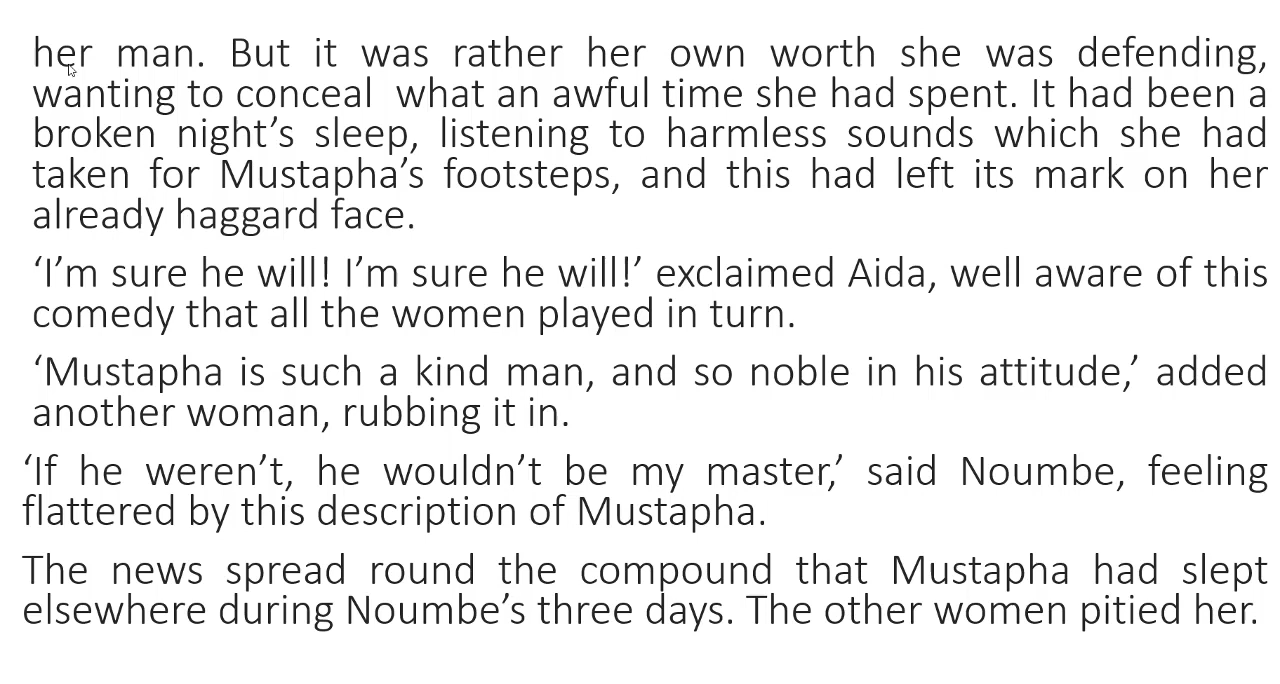 her man. But it was rather her own worth she was defending,
wanting to conceal  what an awful time she had spent. It had been a
broken night’s sleep, listening to harmless sounds which she had
taken for Mustapha’s footsteps, and this had left its mark on her
already haggard face.
‘I’m sure he will! I’m sure he will!’ exclaimed Aida, well aware of this
comedy that all the women played in turn.
‘Mustapha is such a kind man, and so noble in his attitude,’ added
another woman, rubbing it in.
‘If he weren’t, he wouldn’t be my master,’ said Noumbe, feeling
flattered by this description of Mustapha.
The news spread round the compound that Mustapha had slept
elsewhere during Noumbe’s three days. The other women pitied her.